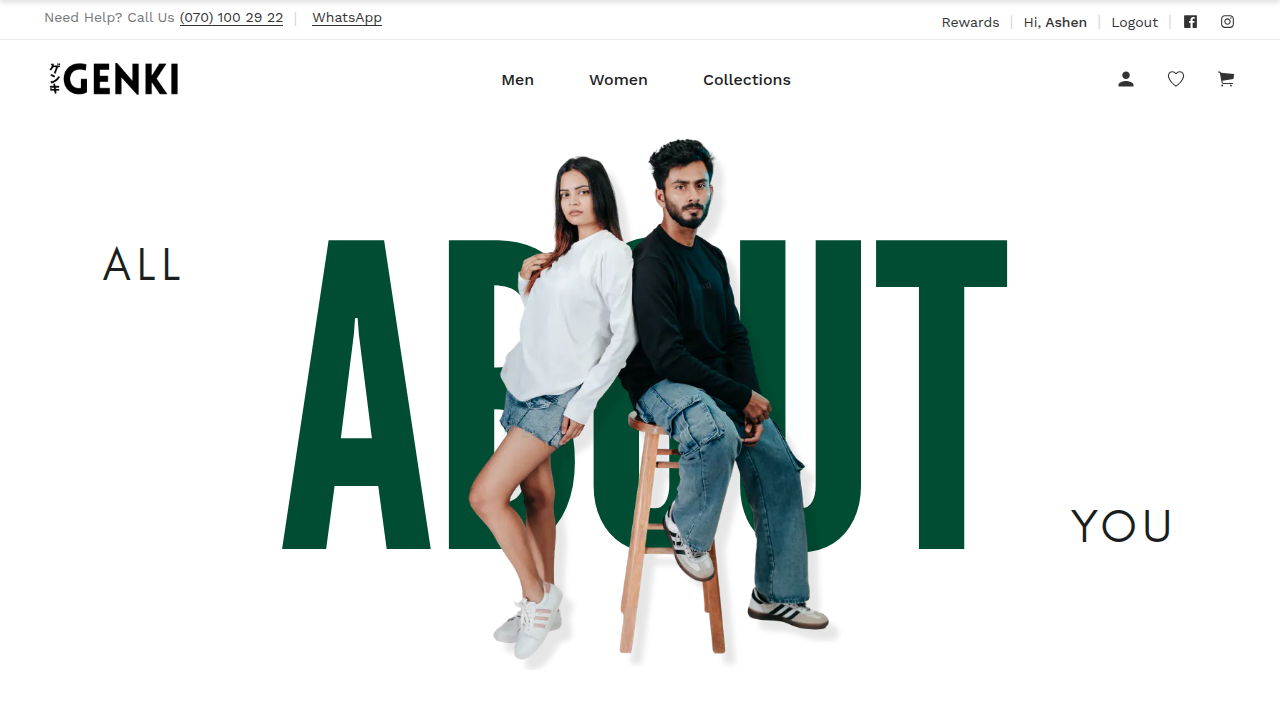 Need Help? Call Us (070) 100 29 22 | WhatsApp
Rewards | Hi, Ashen | Logout |
ゲンキ GENKI
Men Women Collections
ALL
ABOUT
YOU